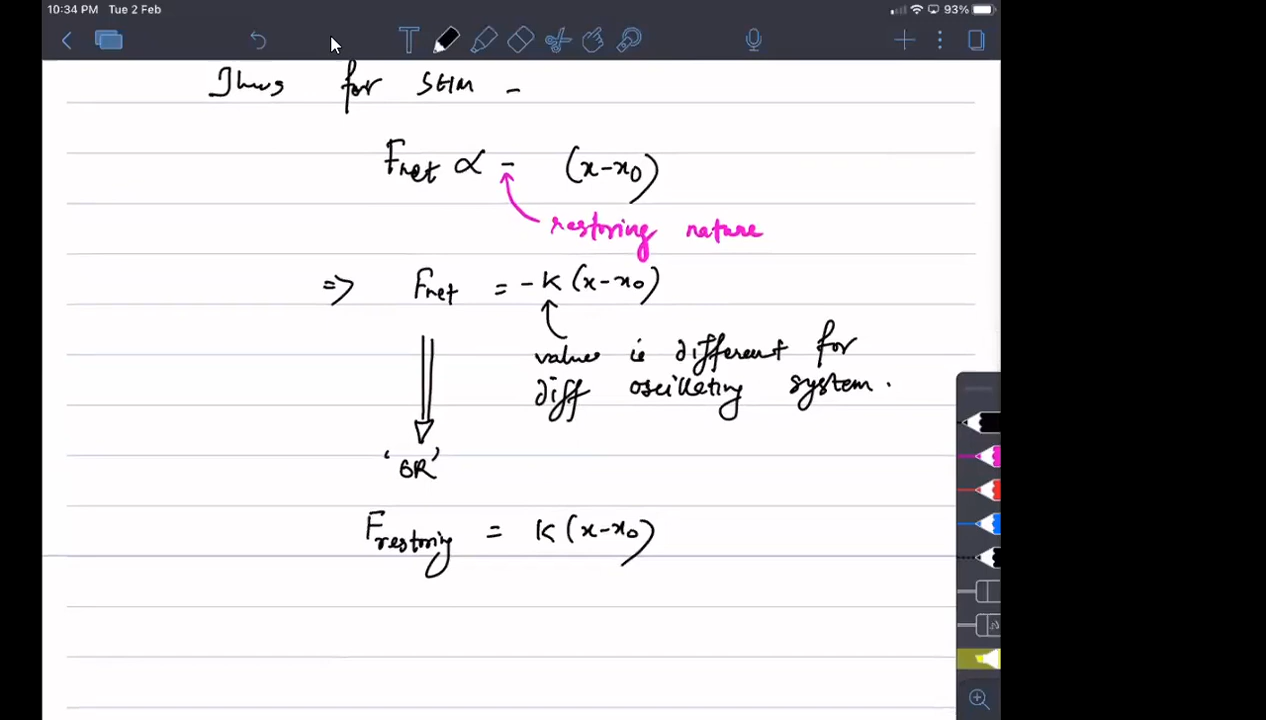 10:34 PM Tue 2 Feb 93%
Thus for SHM -
Fnet ∝ - (x-x0)
restoring nature
=> Fnet = -K(x-x0)
values is different for
diff oscillating system.
'OR'
Frestoring = K(x-x0)